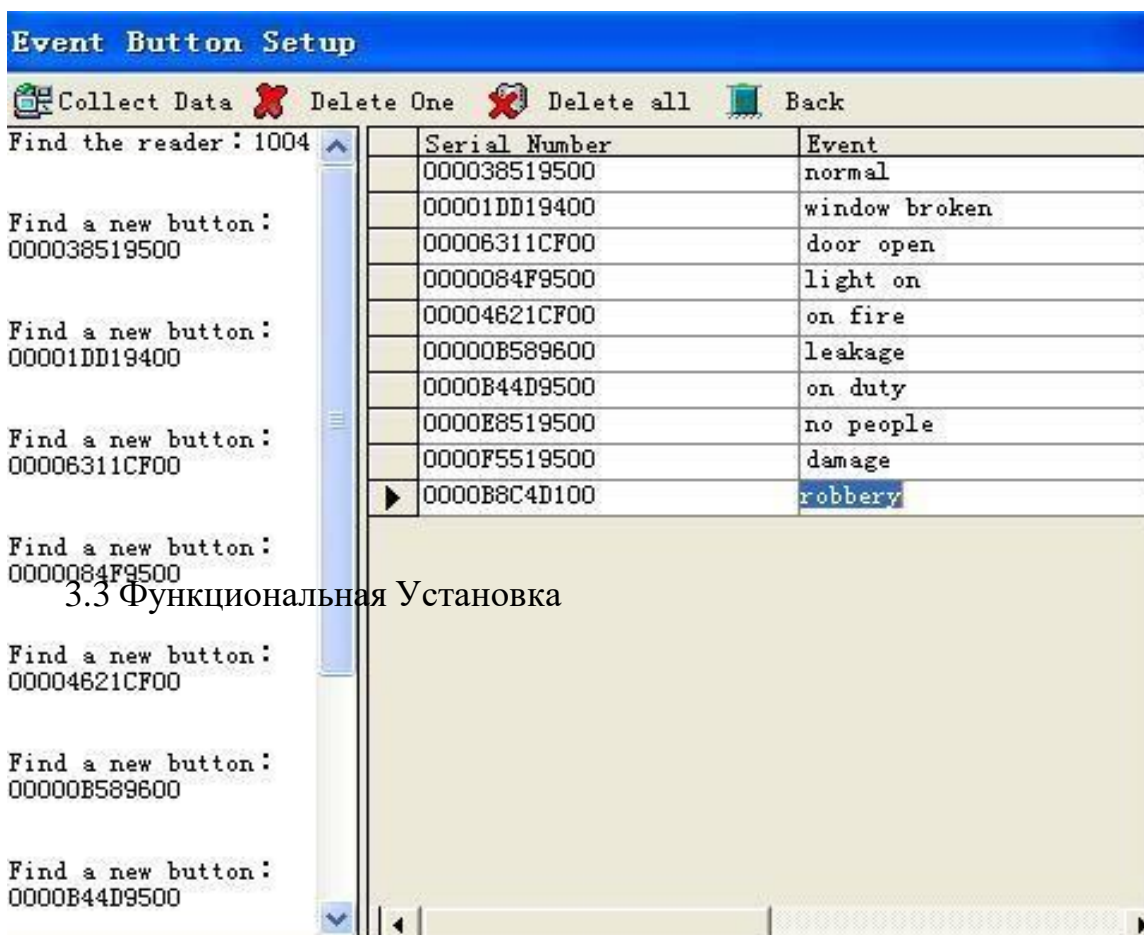 Event Button Setup
Collect Data Delete One Delete all Back
Find the reader：1004
Find a new button：
000038519500
Find a new button：
00001DD19400
Find a new button：
00006311CF00
Find a new button：
0000084F9500
Find a new button：
00004621CF00
Find a new button：
00000B589600
Find a new button：
0000B44D9500
Serial Number Event
000038519500 normal
00001DD19400 window broken
00006311CF00 door open
0000084F9500 light on
00004621CF00 on fire
00000B589600 leakage
0000B44D9500 on duty
0000E8519500 no people
0000F5519500 damage
0000B8C4D100 robbery
3.3 Функциональная Установка